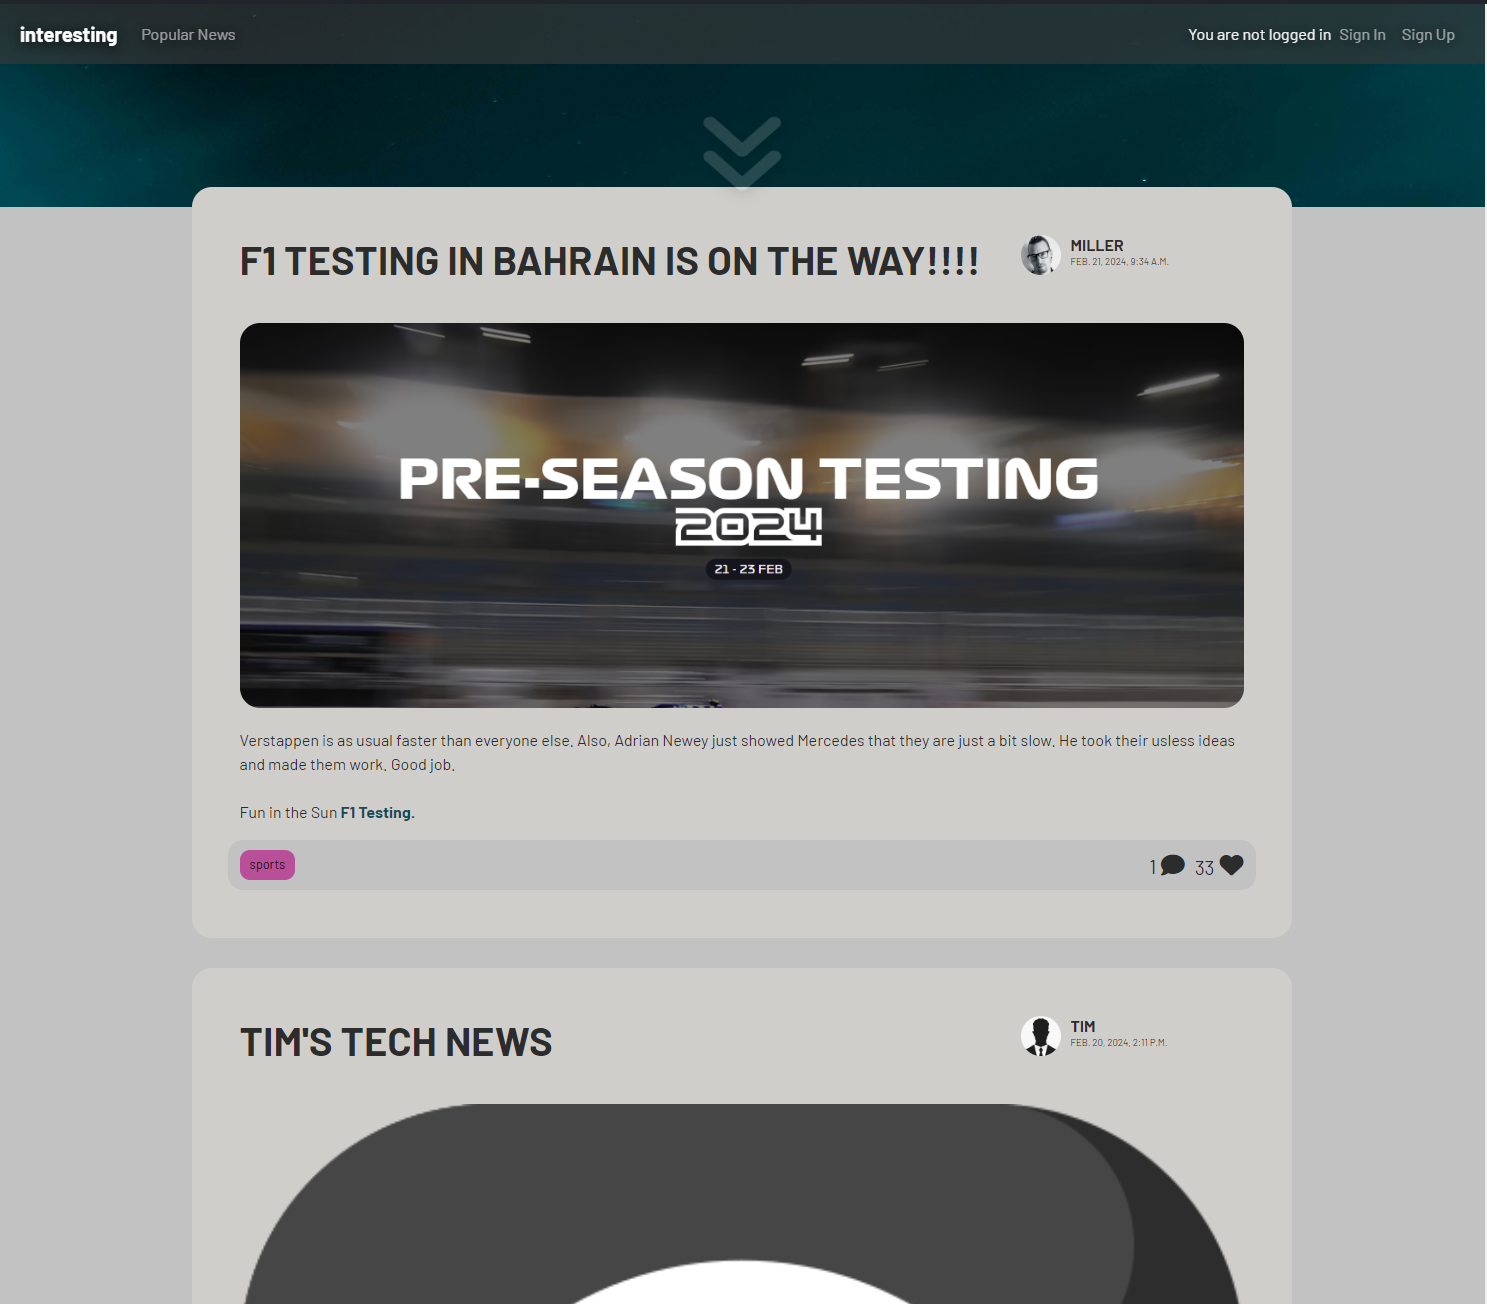 interesting Popular News You are not logged in Sign In Sign Up
F1 TESTING IN BAHRAIN IS ON THE WAY!!!!
MILLER
FEB. 21, 2024, 9:34 A.M.
PRE-SEASON TESTING
2024
21 - 23 FEB
Verstappen is as usual faster than everyone else. Also, Adrian Newey just showed Mercedes that they are just a bit slow. He took their usless ideas
and made them work. Good job.
Fun in the Sun F1 Testing.
sports 1 33
TIM'S TECH NEWS
TIM
FEB. 20, 2024, 2:11 P.M.